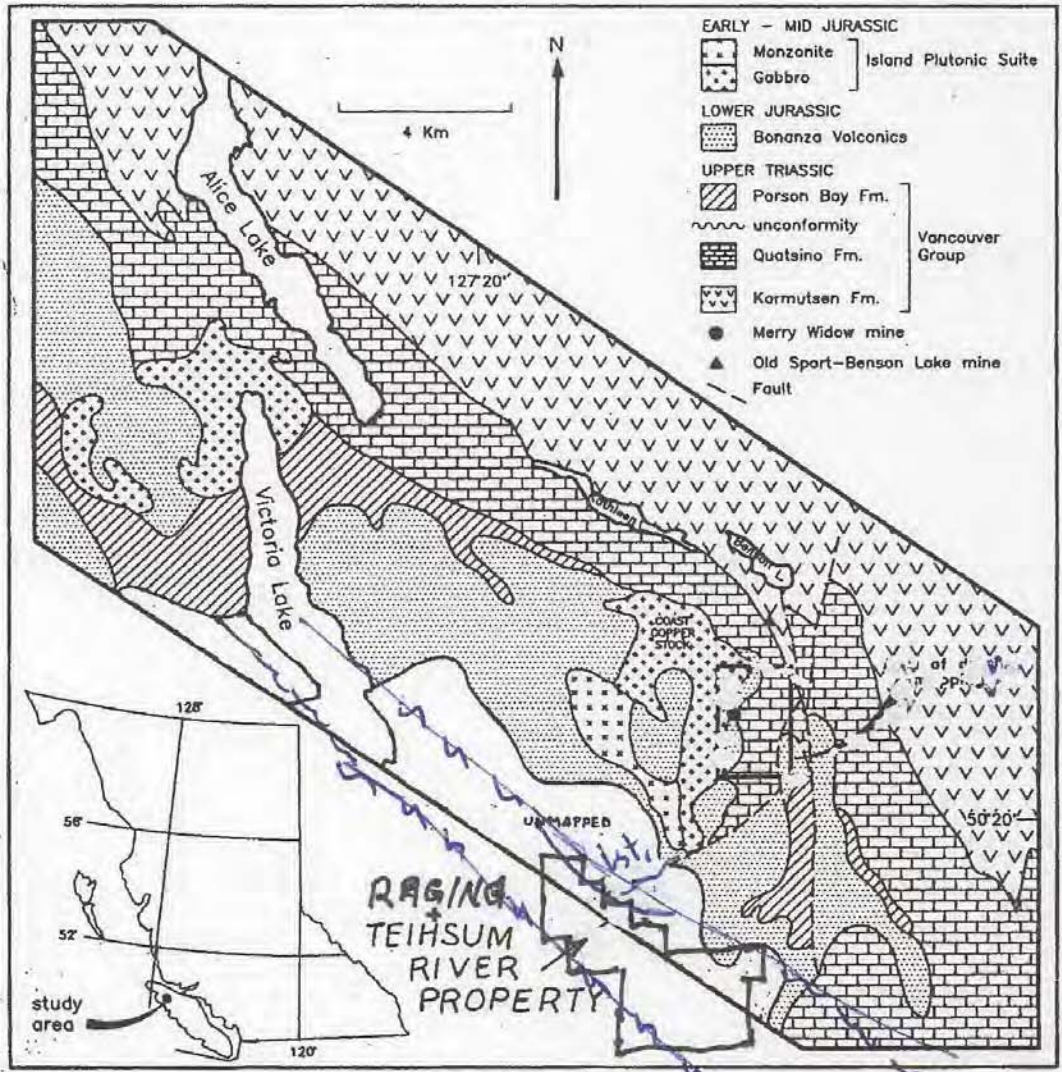 EARLY – MID JURASSIC
Monzonite
Gabbro
Island Plutonic Suite
LOWER JURASSIC
Bonanza Volcanics
UPPER TRIASSIC
Parson Bay Fm.
unconformity
Quatsino Fm.
Karmutsen Fm.
Vancouver
Group
Merry Widow mine
Old Sport–Benson Lake mine
Fault
N
4 Km
Alice Lake
127°20'
Victoria Lake
Kathleen
Benson L.
COAST
COPPER
STOCK
50°20'
UNMAPPED
RAGING
+
TEIHSUM
RIVER
PROPERTY
128°
56°
52°
study
area
120°